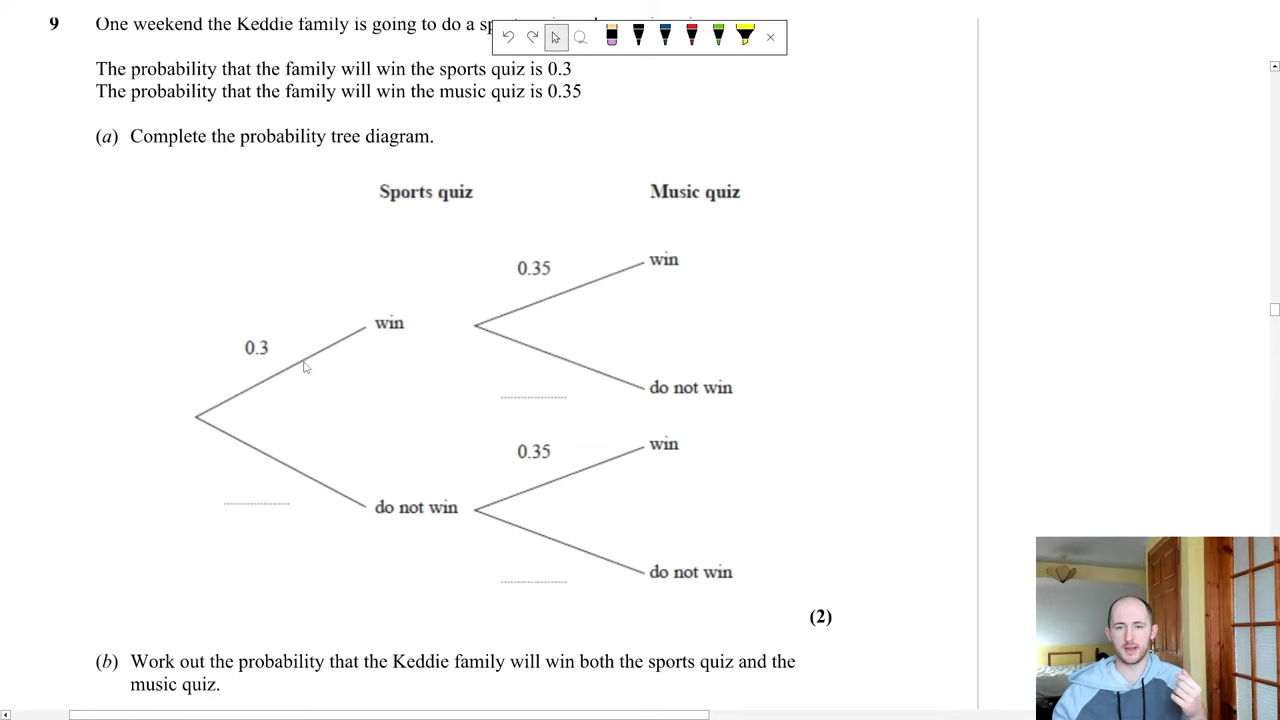 9 One weekend the Keddie family is going to do a
The probability that the family will win the sports quiz is 0.3
The probability that the family will win the music quiz is 0.35
(a) Complete the probability tree diagram.
Sports quiz Music quiz
0.35 win
0.3 win
do not win
0.35 win
do not win
do not win
(2)
(b) Work out the probability that the Keddie family will win both the sports quiz and the
music quiz.